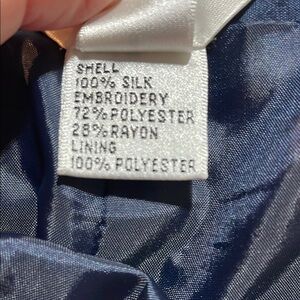 SHELL
100% SILK
EMBROIDERY
72% POLYESTER
28% RAYON
LINING
100% POLYESTER